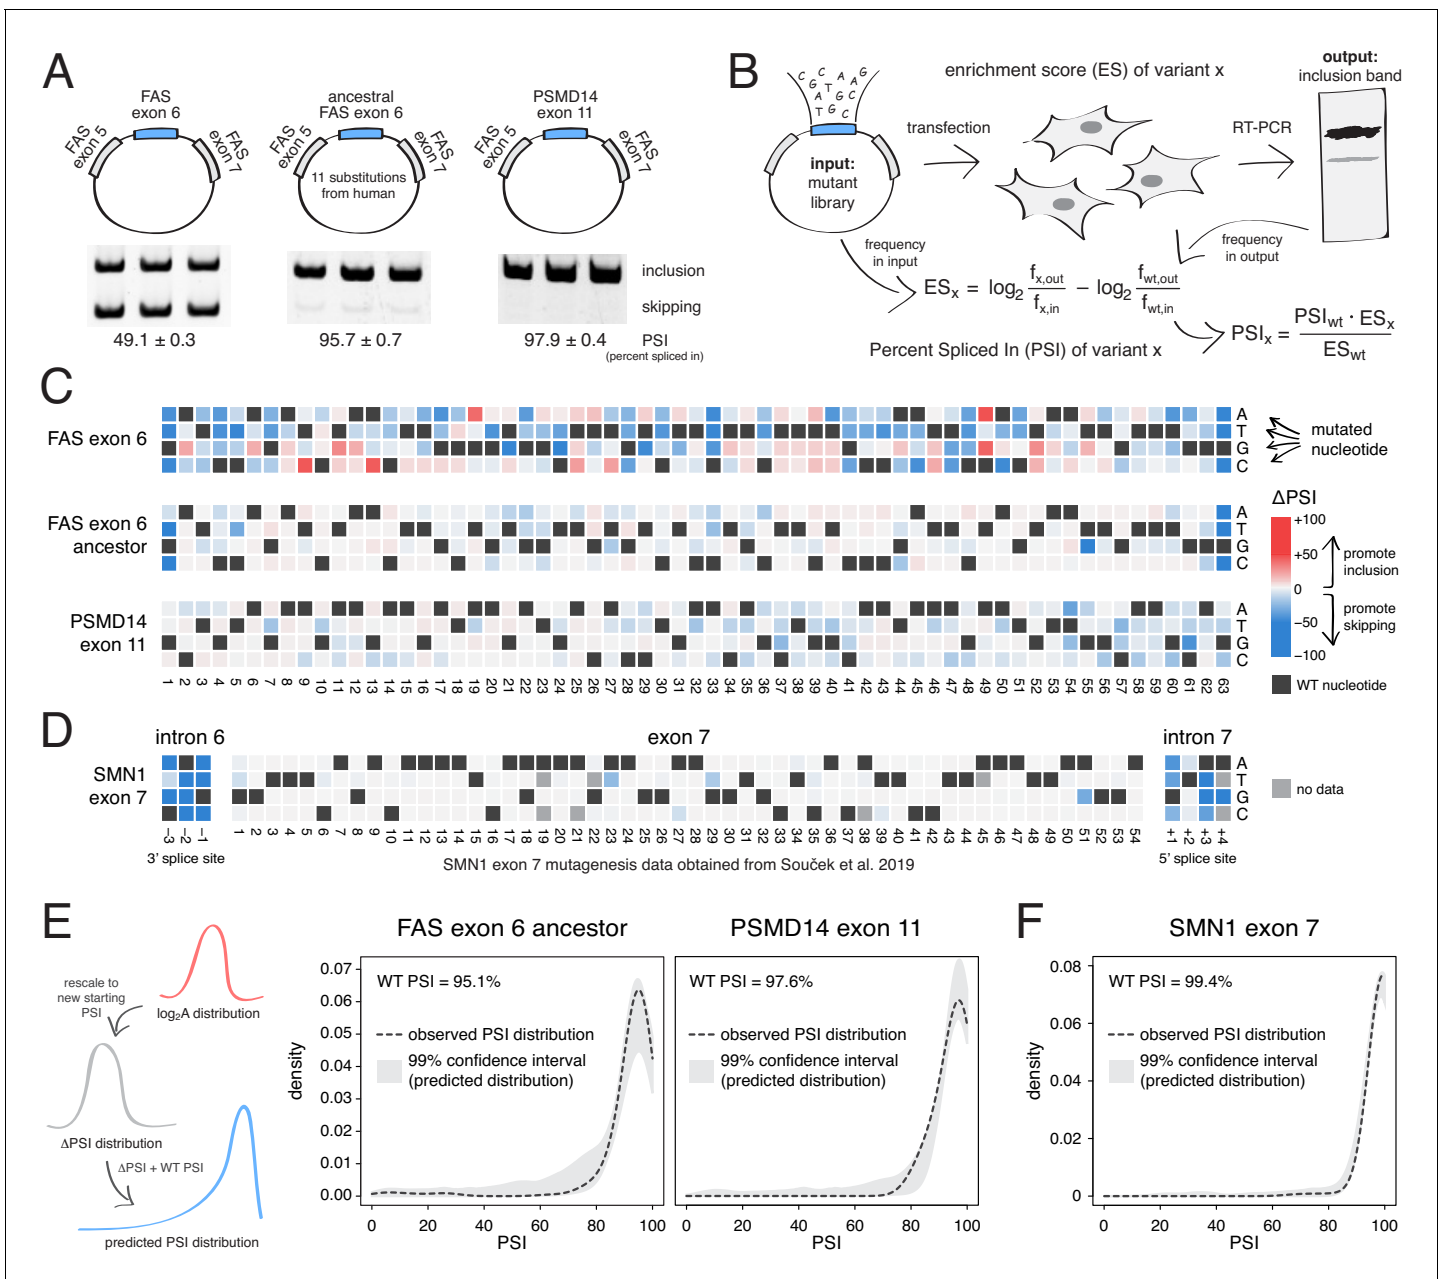 A
FAS
exon 6
FAS
exon 5
FAS
exon 7
ancestral
FAS exon 6
FAS
exon 5
FAS
exon 7
11 substitutions
from human
PSMD14
exon 11
FAS
exon 5
FAS
exon 7
inclusion
skipping
49.1 ± 0.3
95.7 ± 0.7
97.9 ± 0.4
PSI
(percent spliced in)
B
C G C T A A G
A G C
T G C
input:
mutant
library
enrichment score (ES) of variant x
transfection
RT-PCR
output:
inclusion band
frequency
in input
frequency
in output
ESx = log2 fx,out / fx,in − log2 fwt,out / fwt,in
Percent Spliced In (PSI) of variant x
PSIx = PSIwt · ESx / ESwt
C
FAS exon 6
A
T
G
C
mutated
nucleotide
FAS exon 6
ancestor
A
T
G
C
PSMD14
exon 11
A
T
G
C
1 2 3 4 5 6 7 8 9 10 11 12 13 14 15 16 17 18 19 20 21 22 23 24 25 26 27 28 29 30 31 32 33 34 35 36 37 38 39 40 41 42 43 44 45 46 47 48 49 50 51 52 53 54 55 56 57 58 59 60 61 62 63
ΔPSI
+100
+50
0
−50
−100
promote
inclusion
promote
skipping
WT nucleotide
D
intron 6
exon 7
intron 7
SMN1
exon 7
A
T
G
C
no data
−3 −2 −1
1 2 3 4 5 6 7 8 9 10 11 12 13 14 15 16 17 18 19 20 21 22 23 24 25 26 27 28 29 30 31 32 33 34 35 36 37 38 39 40 41 42 43 44 45 46 47 48 49 50 51 52 53 54
+1 +2 +3 +4
3' splice site
5' splice site
SMN1 exon 7 mutagenesis data obtained from Souček et al. 2019
E
rescale to
new starting
PSI
log2A distribution
ΔPSI distribution
ΔPSI + WT PSI
predicted PSI distribution
FAS exon 6 ancestor
WT PSI = 95.1%
observed PSI distribution
99% confidence interval
(predicted distribution)
density
0.07
0.06
0.05
0.04
0.03
0.02
0.01
0.00
0 20 40 60 80 100
PSI
PSMD14 exon 11
WT PSI = 97.6%
observed PSI distribution
99% confidence interval
(predicted distribution)
0 20 40 60 80 100
PSI
F
SMN1 exon 7
WT PSI = 99.4%
observed PSI distribution
99% confidence interval
(predicted distribution)
density
0.08
0.06
0.04
0.02
0
0 20 40 60 80 100
PSI